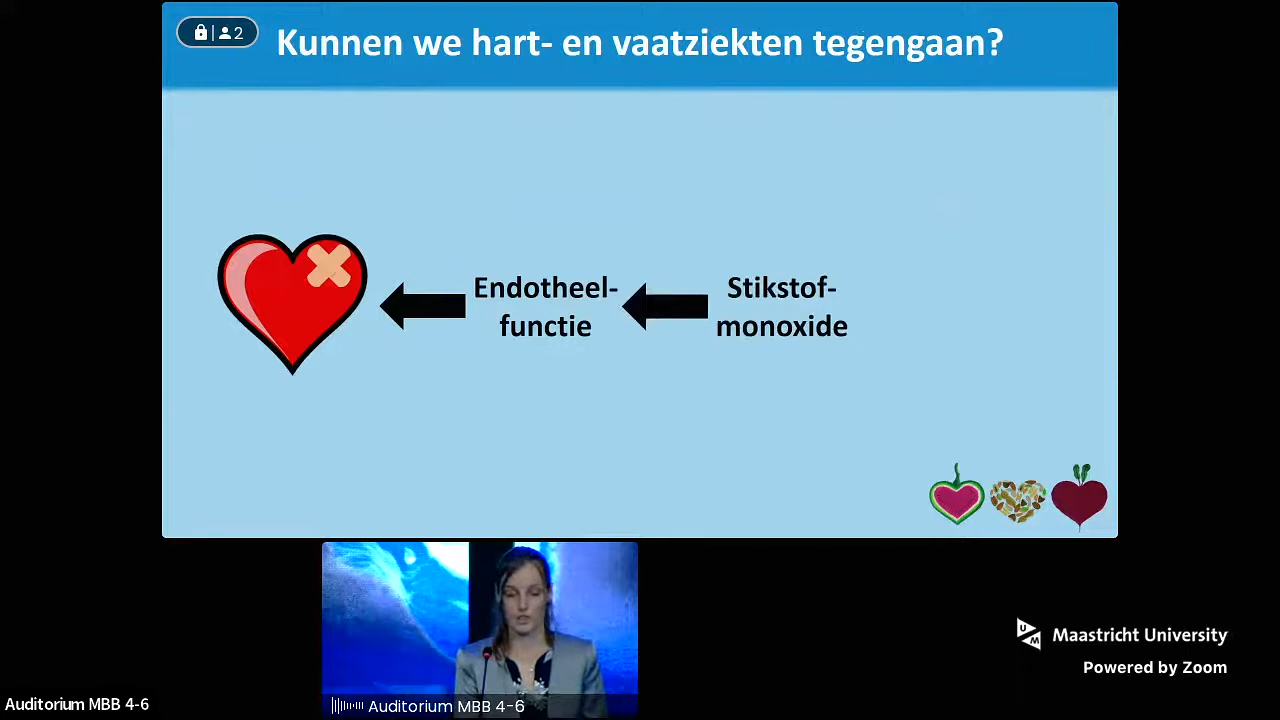 2
Kunnen we hart- en vaatziekten tegengaan?
Endotheel-
functie
Stikstof-
monoxide
UM
Maastricht University
Powered by Zoom
Auditorium MBB 4-6
Auditorium MBB 4-6